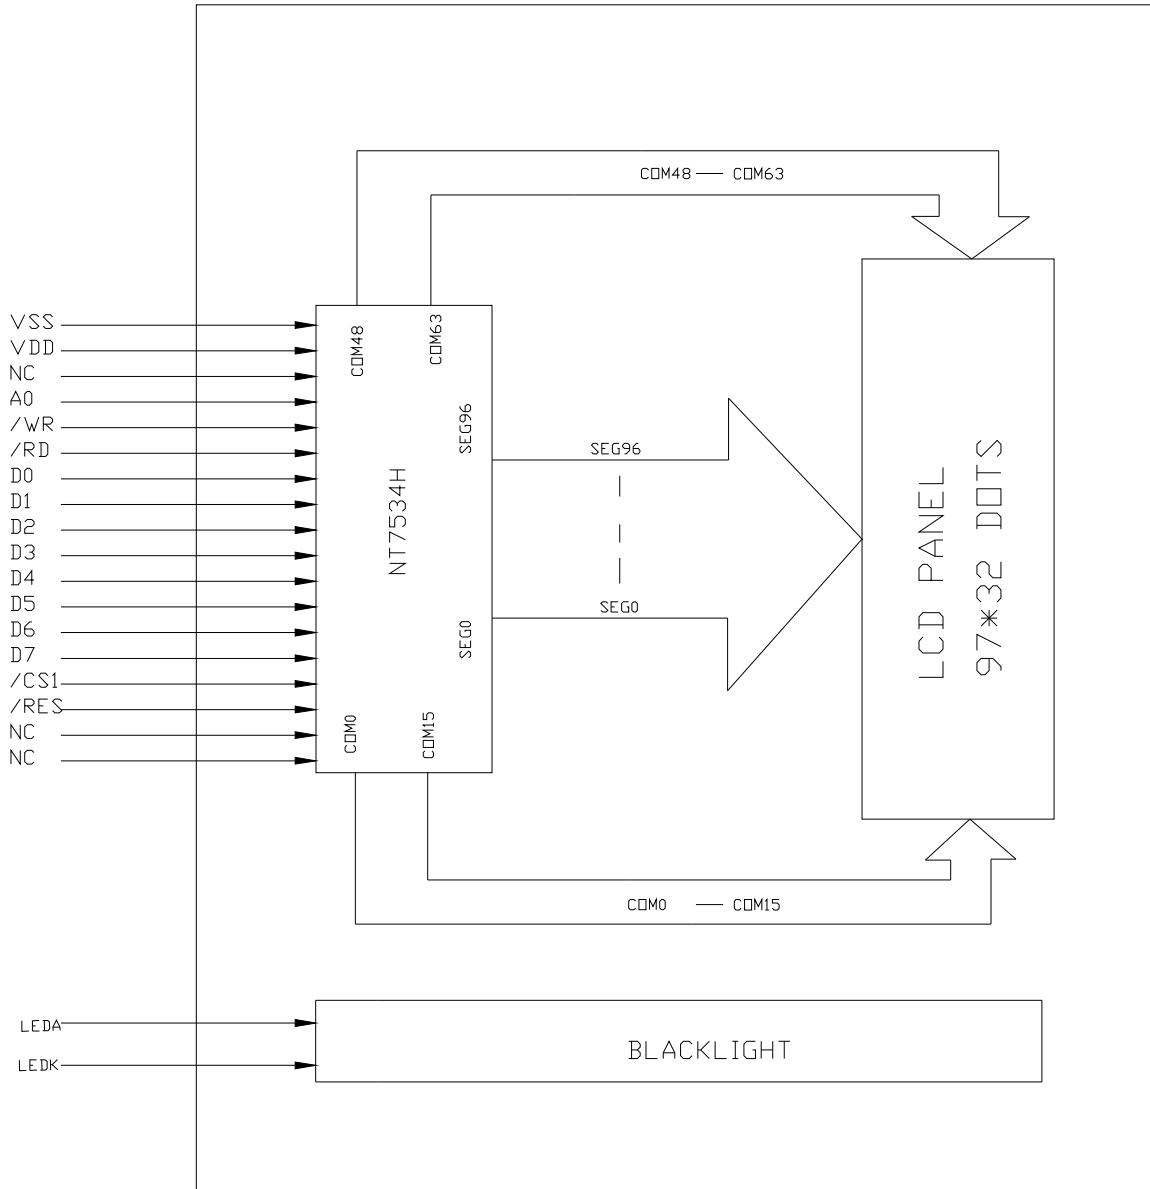 COM48 — COM63
VSS
VDD
NC
A0
/WR
/RD
D0
D1
D2
D3
D4
D5
D6
D7
/CS1
/RES
NC
NC
COM48
COM63
SEG96
NT7534H
SEG0
COM0
COM15
SEG96
SEG0
LCD PANEL
97*32 DOTS
COM0 — COM15
LEDA
LEDK
BLACKLIGHT